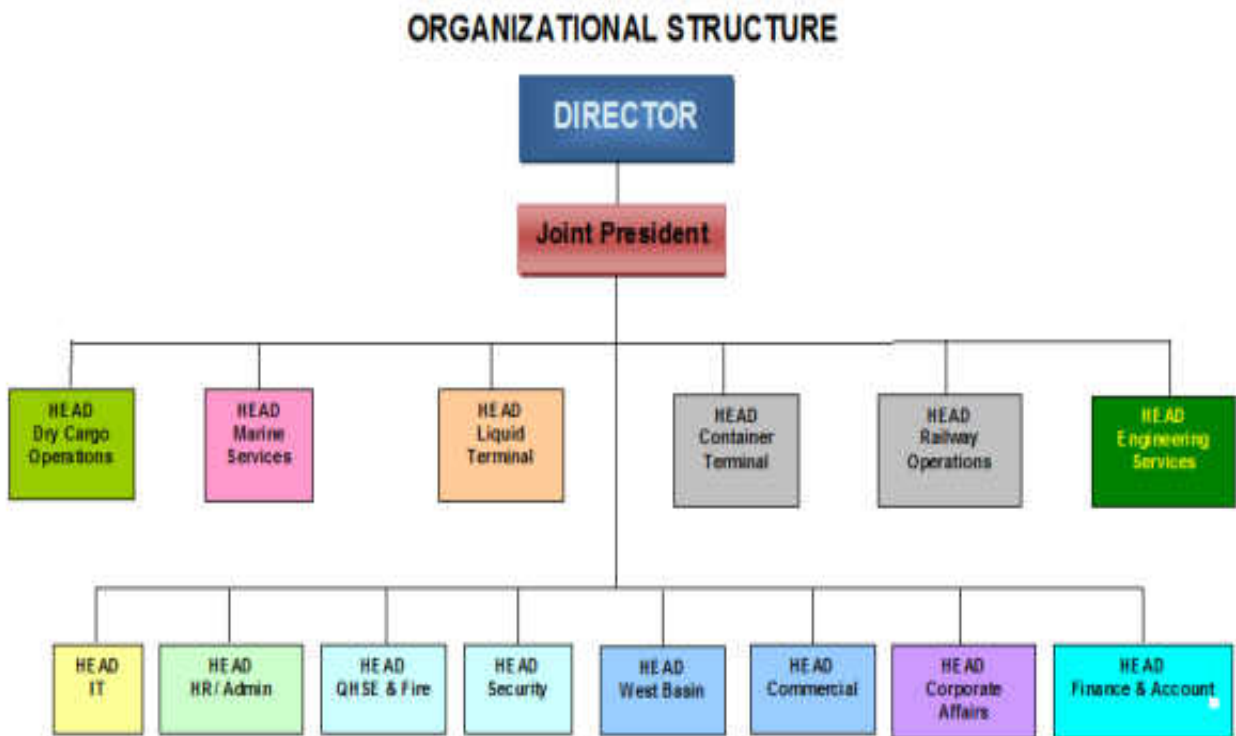 ORGANIZATIONAL STRUCTURE
DIRECTOR
Joint President
HEAD
Dry Cargo
Operations
HEAD
Marine
Services
HEAD
Liquid
Terminal
HEAD
Container
Terminal
HEAD
Railway
Operations
HEAD
Engineering
Services
HEAD
IT
HEAD
HR/Admin
HEAD
QHSE & Fire
HEAD
Security
HEAD
West Basin
HEAD
Commercial
HEAD
Corporate
Affairs
HEAD
Finance & Account